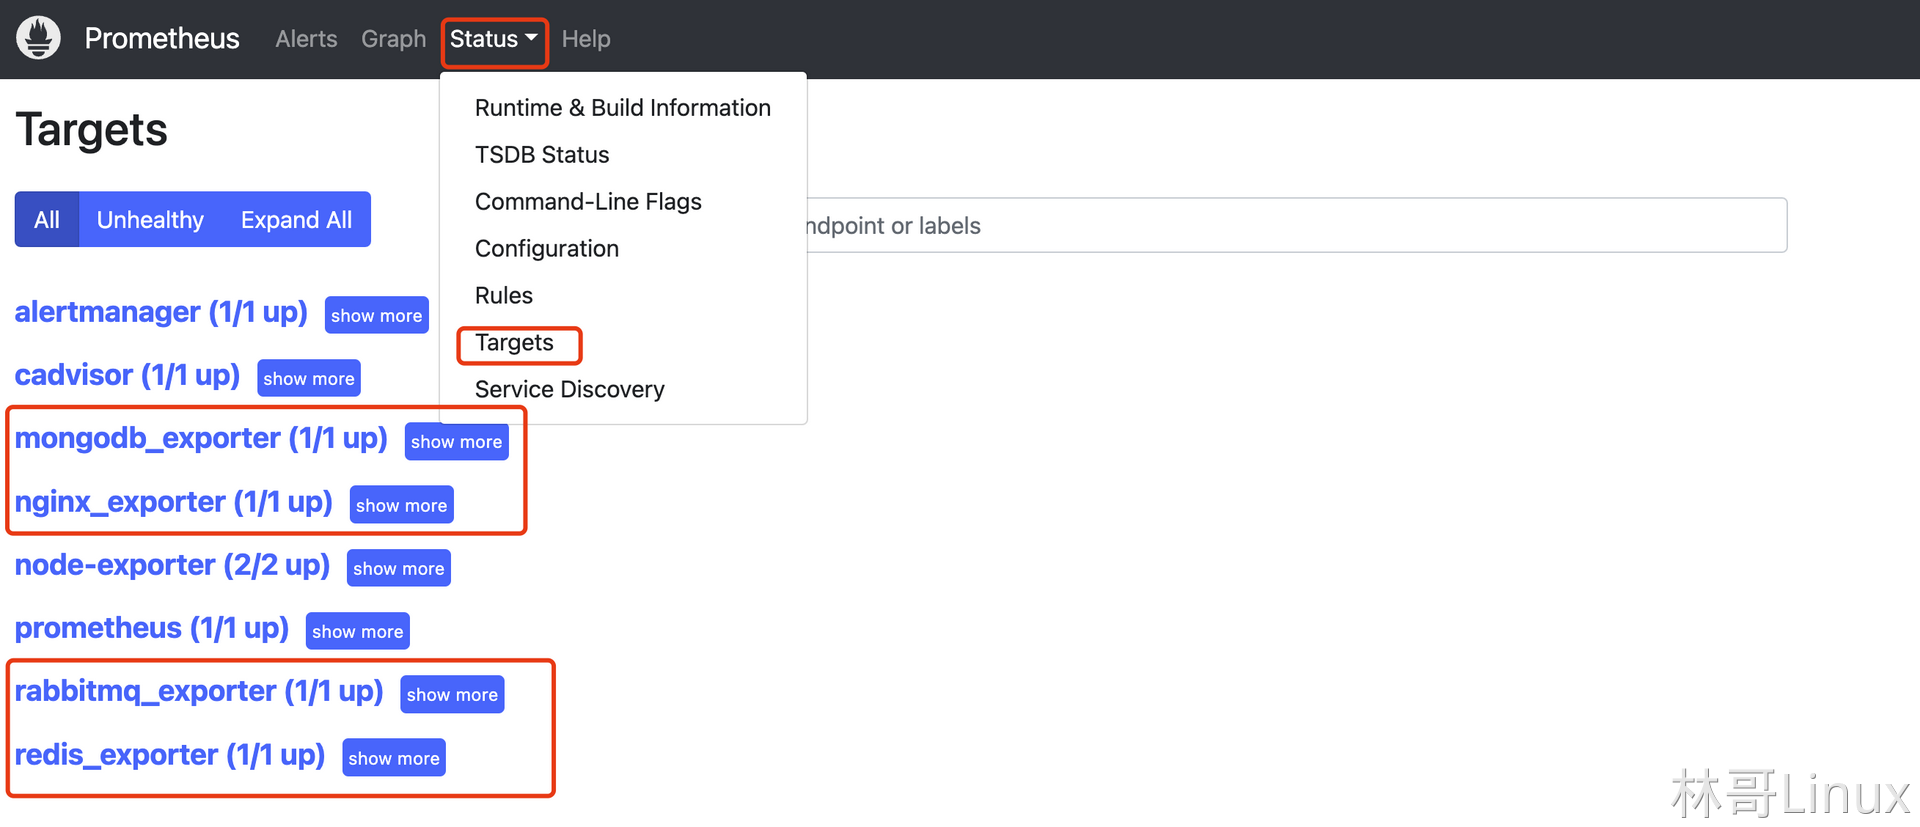 Prometheus Alerts Graph Status Help
Targets
Runtime & Build Information
TSDB Status
Command-Line Flags
Configuration
Rules
Targets
Service Discovery
All Unhealthy Expand All
ndpoint or labels
alertmanager (1/1 up) show more
cadvisor (1/1 up) show more
mongodb_exporter (1/1 up) show more
nginx_exporter (1/1 up) show more
node-exporter (2/2 up) show more
prometheus (1/1 up) show more
rabbitmq_exporter (1/1 up) show more
redis_exporter (1/1 up) show more
林哥Linux